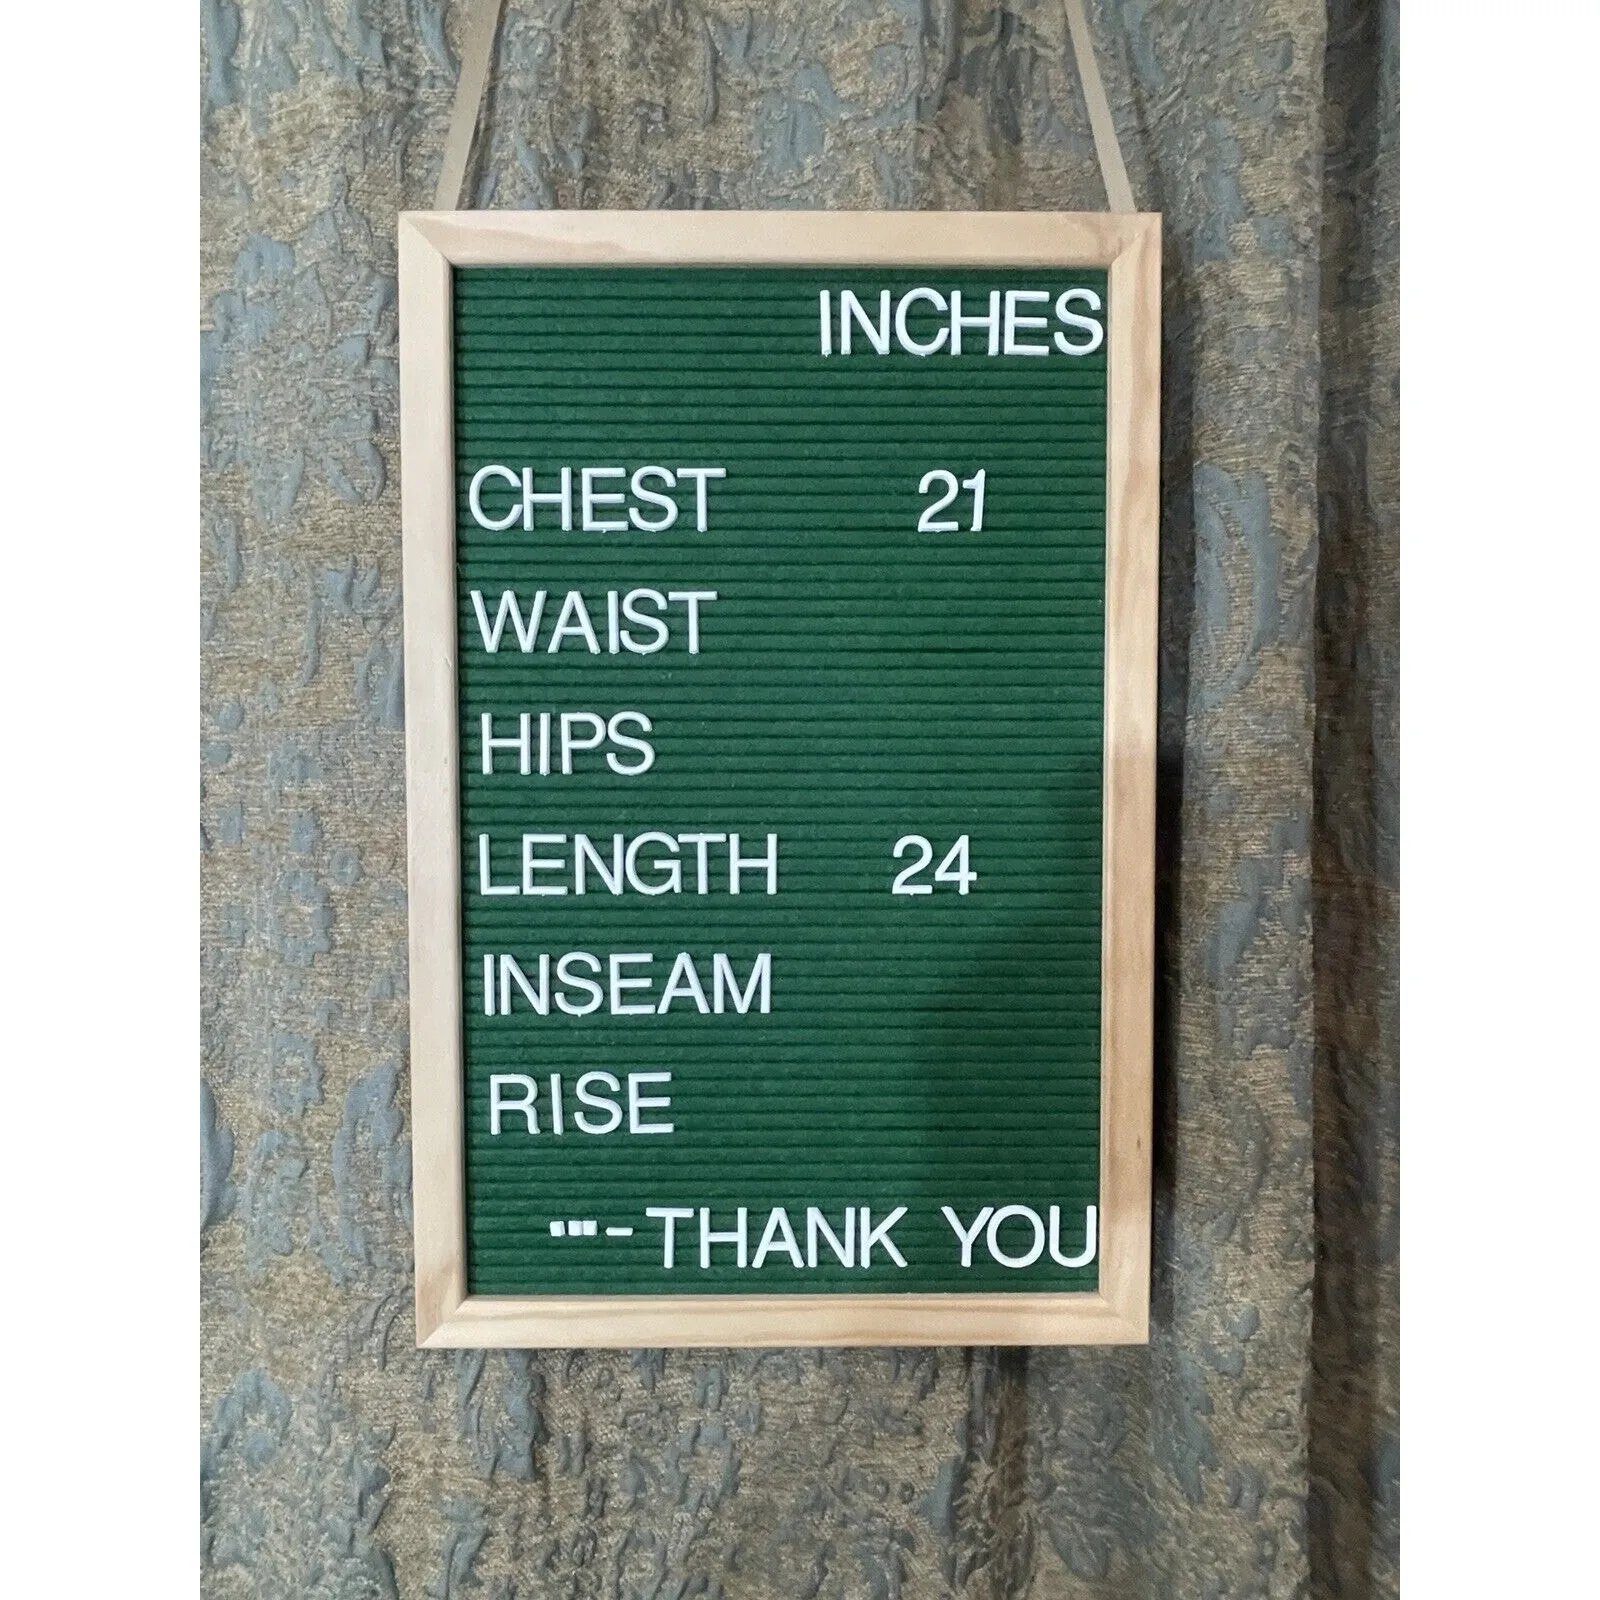 INCHES
CHEST 21
WAIST
HIPS
LENGTH 24
INSEAM
RISE
"'"-THANK YOU